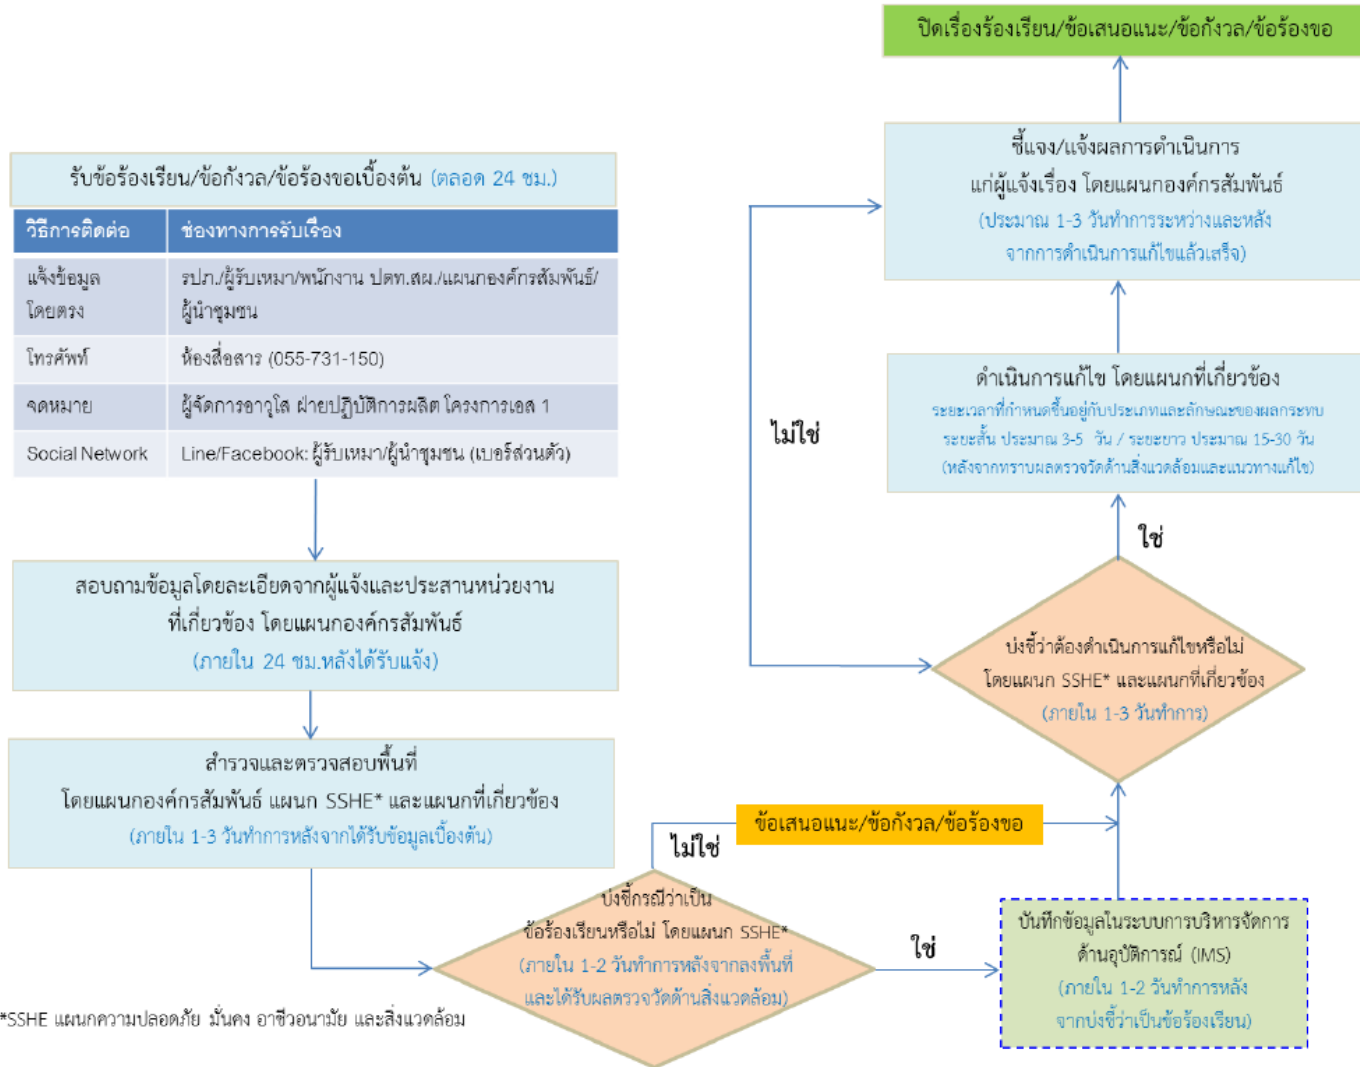 รับข้อร้องเรียน/ข้อกังวล/ข้อร้องขอเบื้องต้น (ตลอด 24 ชม.)
วิธีการติดต่อ ช่องทางการรับเรื่อง
แจ้งข้อมูล
โดยตรง
รปภ./ผู้รับเหมา/พนักงาน ปตท.สผ./แผนกองค์กรสัมพันธ์/
ผู้นำชุมชน
โทรศัพท์ ห้องสื่อสาร (055-731-150)
จดหมาย ผู้จัดการอาวุโส ฝ่ายปฏิบัติการผลิต โครงการเอส 1
Social Network Line/Facebook: ผู้รับเหมา/ผู้นำชุมชน (เบอร์ส่วนตัว)
สอบถามข้อมูลโดยละเอียดจากผู้แจ้งและประสานหน่วยงาน
ที่เกี่ยวข้อง โดยแผนกองค์กรสัมพันธ์
(ภายใน 24 ชม.หลังได้รับแจ้ง)
สำรวจและตรวจสอบพื้นที่
โดยแผนกองค์กรสัมพันธ์ แผนก SSHE* และแผนกที่เกี่ยวข้อง
(ภายใน 1-3 วันทำการหลังจากได้รับข้อมูลเบื้องต้น)
บ่งชี้กรณีว่าเป็น
ข้อร้องเรียนหรือไม่ โดยแผนก SSHE*
(ภายใน 1-2 วันทำการหลังจากลงพื้นที่
และได้รับผลตรวจวัดด้านสิ่งแวดล้อม)
ไม่ใช่
ข้อเสนอแนะ/ข้อกังวล/ข้อร้องขอ
ใช่
บันทึกข้อมูลในระบบการบริหารจัดการ
ด้านอุบัติการณ์ (IMS)
(ภายใน 1-2 วันทำการหลัง
จากบ่งชี้ว่าเป็นข้อร้องเรียน)
บ่งชี้ว่าต้องดำเนินการแก้ไขหรือไม่
โดยแผนก SSHE* และแผนกที่เกี่ยวข้อง
(ภายใน 1-3 วันทำการ)
ใช่
ไม่ใช่
ดำเนินการแก้ไข โดยแผนกที่เกี่ยวข้อง
ระยะเวลาที่กำหนดขึ้นอยู่กับประเภทและลักษณะของผลกระทบ
ระยะสั้น ประมาณ 3-5 วัน / ระยะยาว ประมาณ 15-30 วัน
(หลังจากทราบผลตรวจวัดด้านสิ่งแวดล้อมและแนวทางแก้ไข)
ชี้แจง/แจ้งผลการดำเนินการ
แก่ผู้แจ้งเรื่อง โดยแผนกองค์กรสัมพันธ์
(ประมาณ 1-3 วันทำการระหว่างและหลัง
จากการดำเนินการแก้ไขแล้วเสร็จ)
ปิดเรื่องร้องเรียน/ข้อเสนอแนะ/ข้อกังวล/ข้อร้องขอ
*SSHE แผนกความปลอดภัย มั่นคง อาชีวอนามัย และสิ่งแวดล้อม